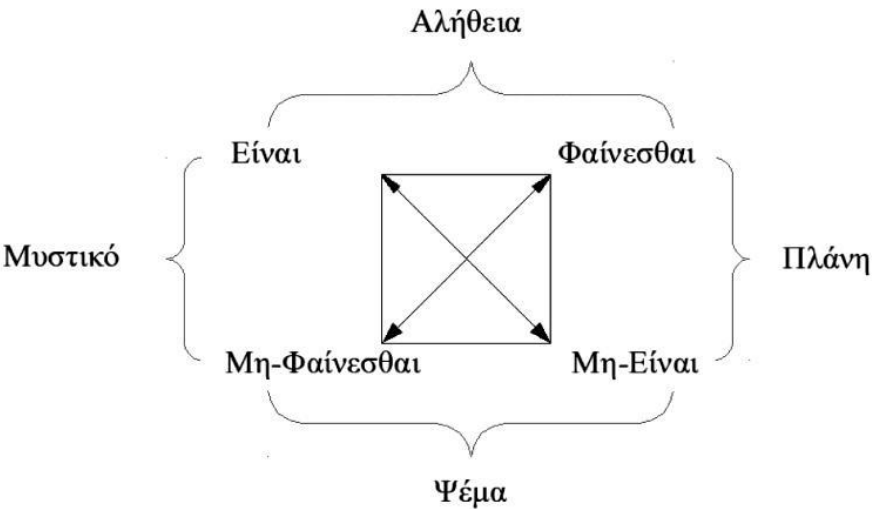 Αλήθεια
Είναι Φαίνεσθαι
Μυστικό Πλάνη
Μη-Φαίνεσθαι Μη-Είναι
Ψέμα